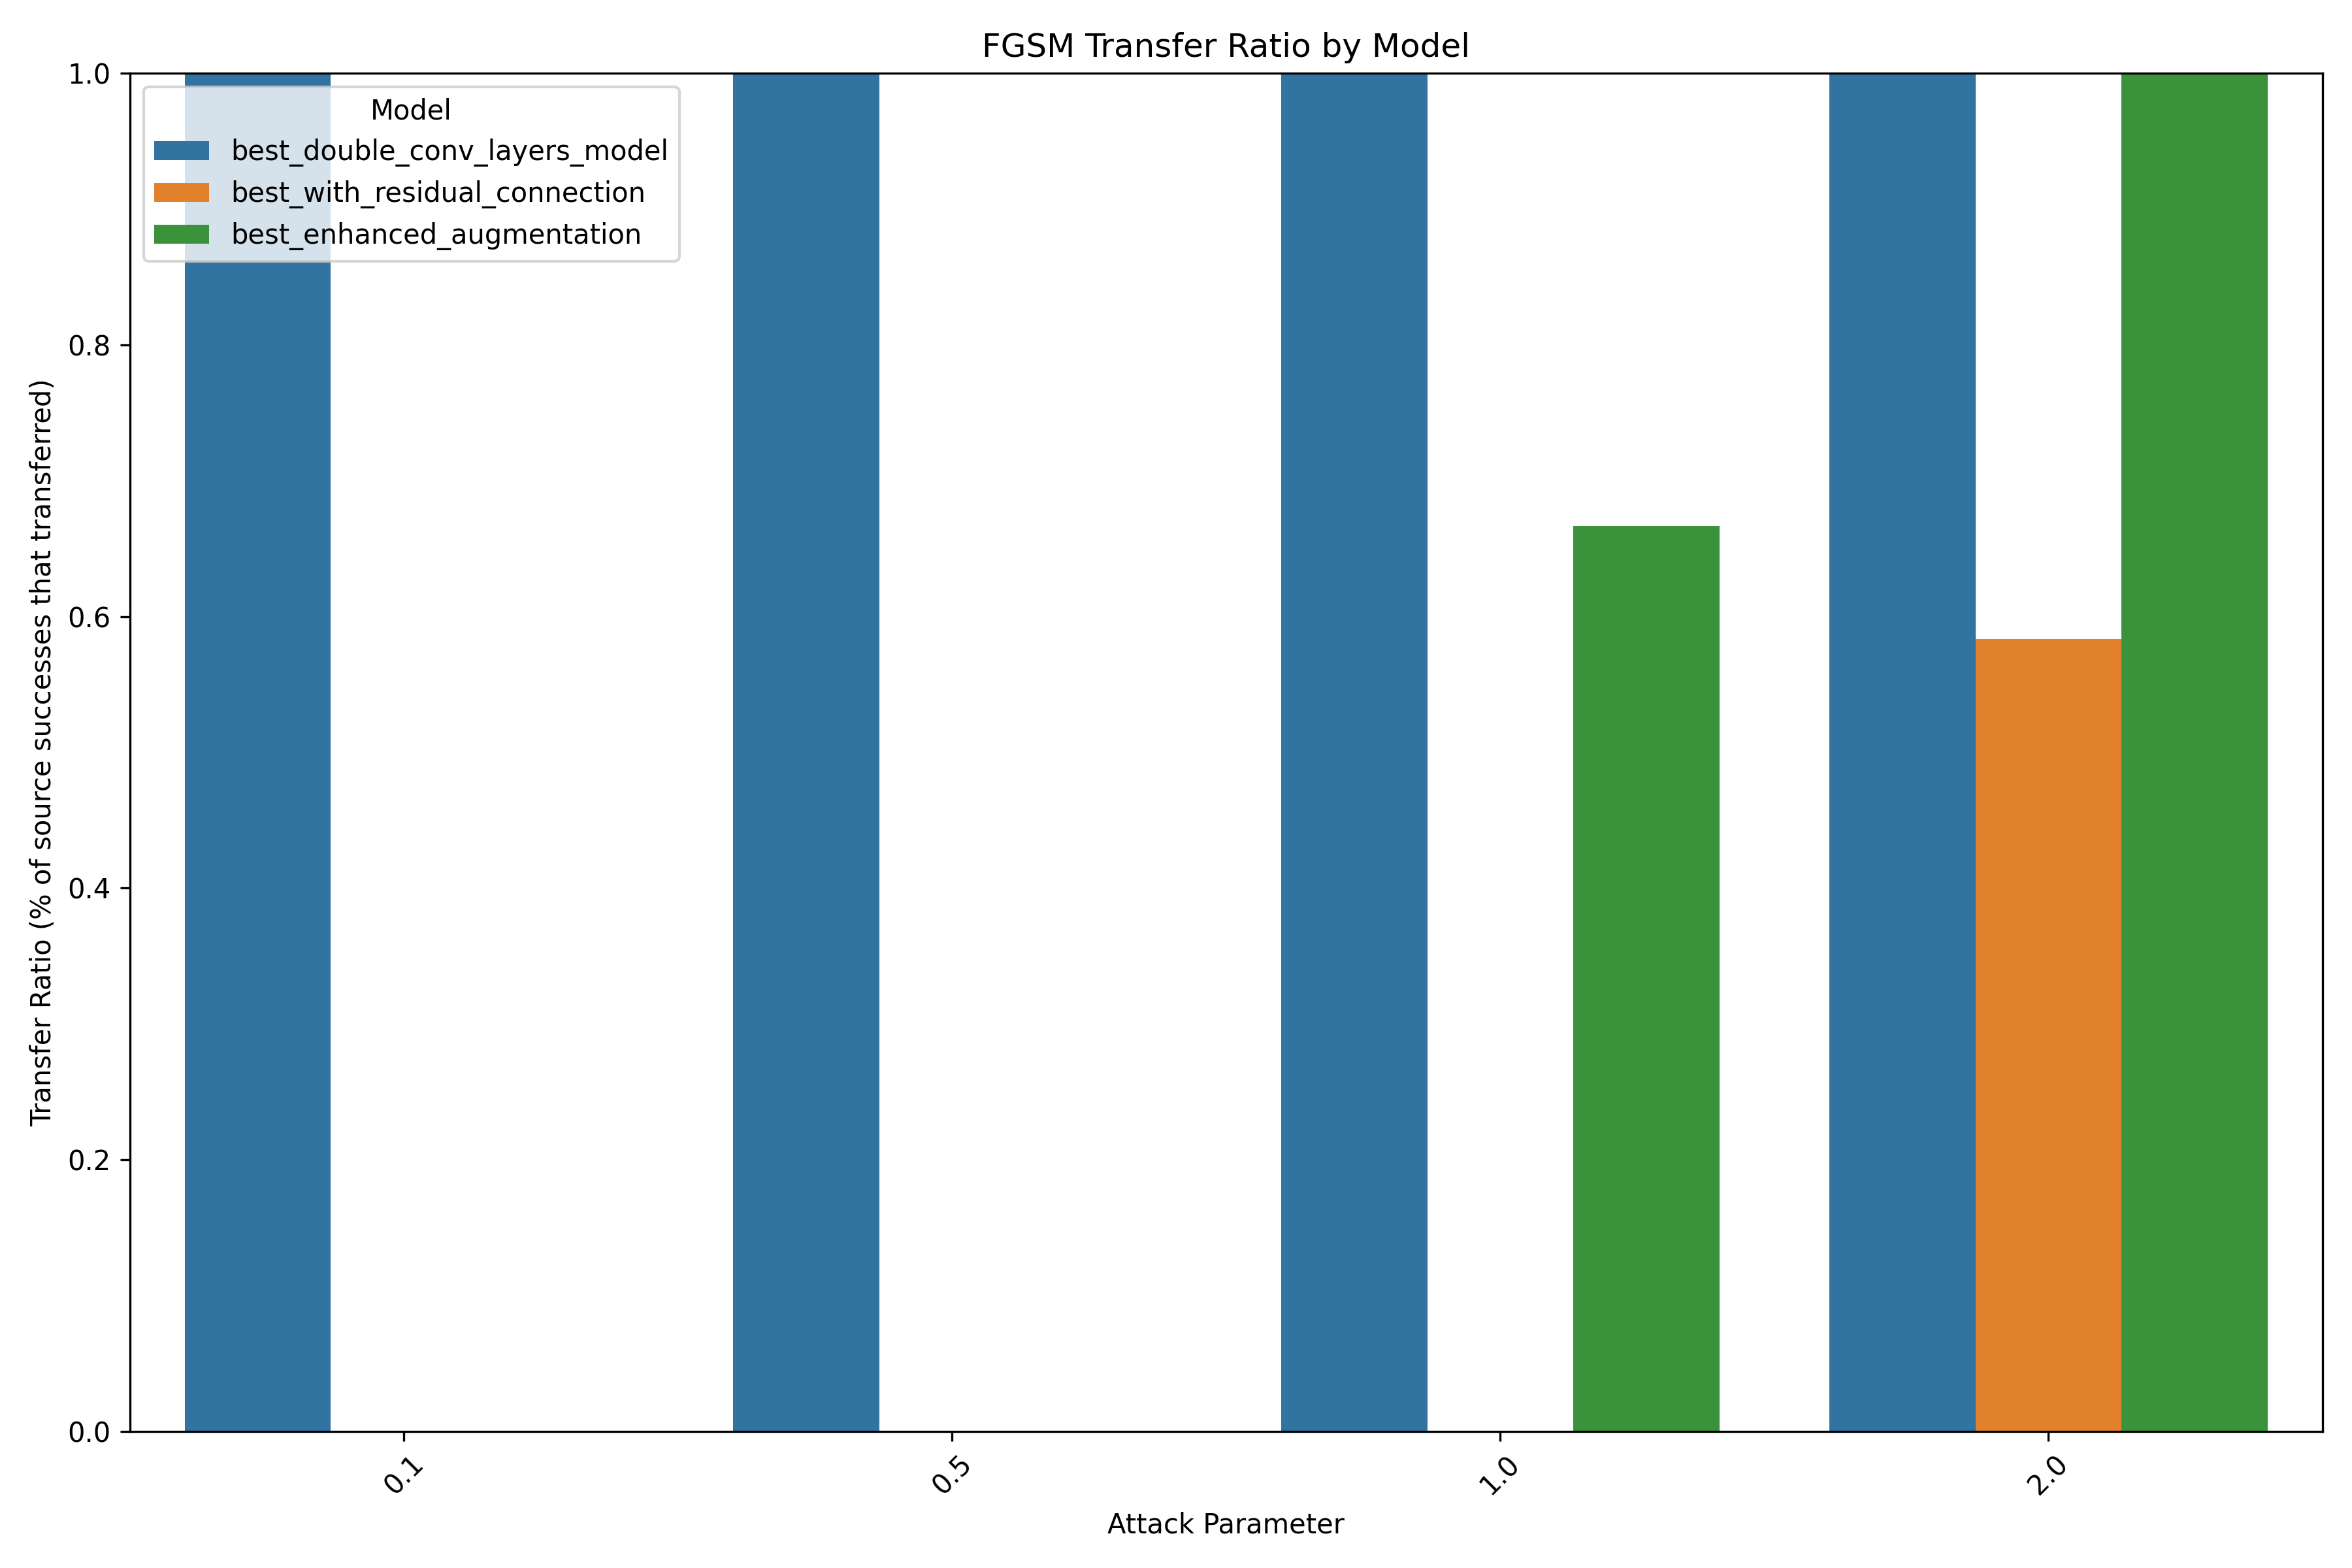 FGSM Transfer Ratio by Model
Transfer Ratio (% of source successes that transferred)
1.0
0.8
0.6
0.4
0.2
0.0
Model
best_double_conv_layers_model
best_with_residual_connection
best_enhanced_augmentation
0.1
0.5
1.0
2.0
Attack Parameter